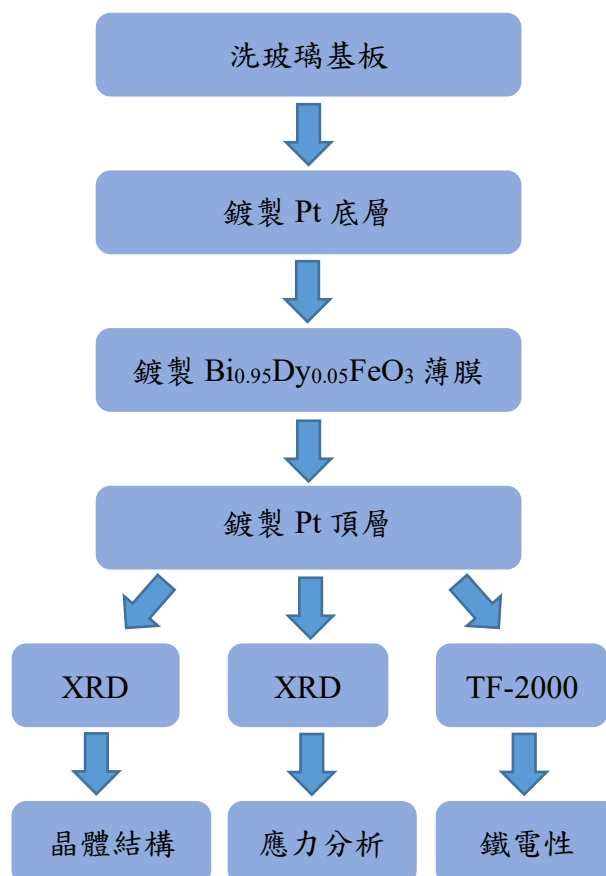 洗玻璃基板
鍍製 Pt 底層
鍍製 Bi₀.₉₅Dy₀.₀₅FeO₃ 薄膜
鍍製 Pt 頂層
XRD XRD TF-2000
晶體結構 應力分析 鐵電性